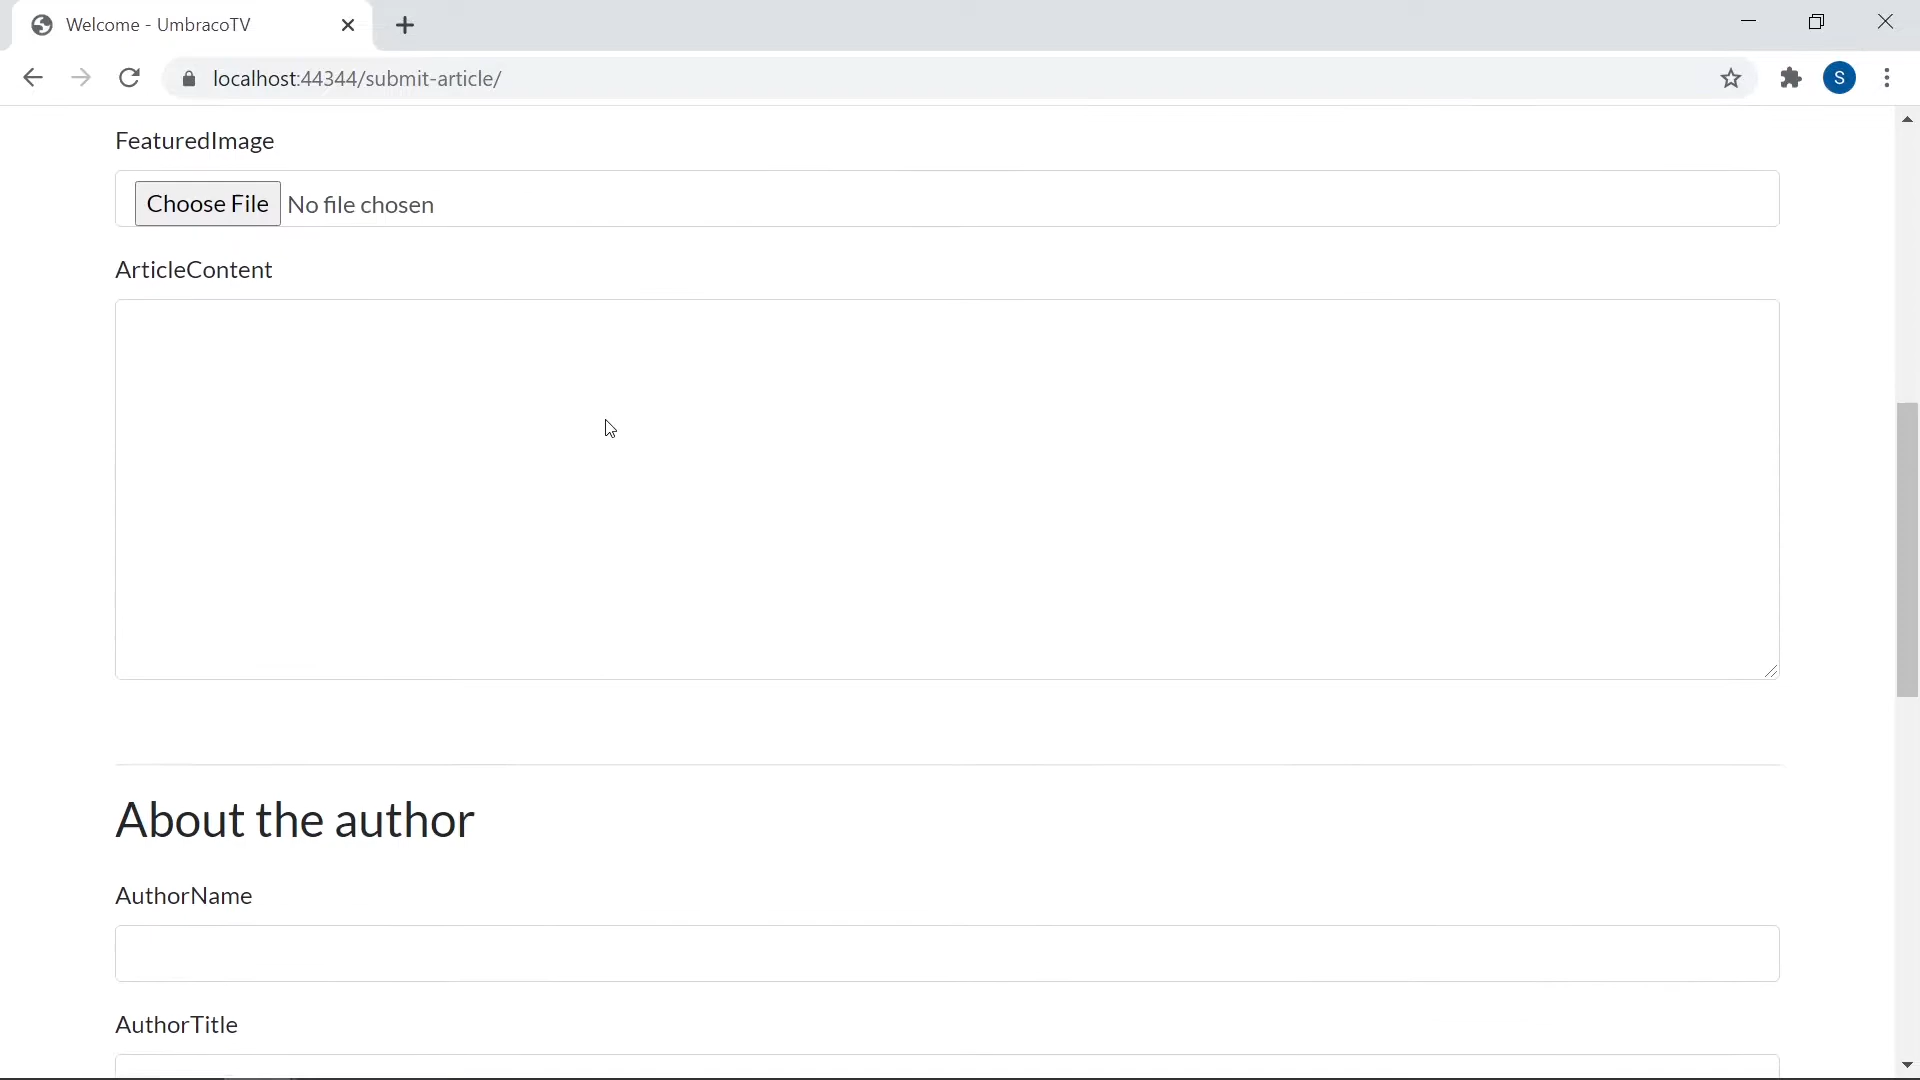 Welcome - UmbracoTV
localhost:44344/submit-article/
S
FeaturedImage
Choose File No file chosen
ArticleContent
About the author
AuthorName
AuthorTitle